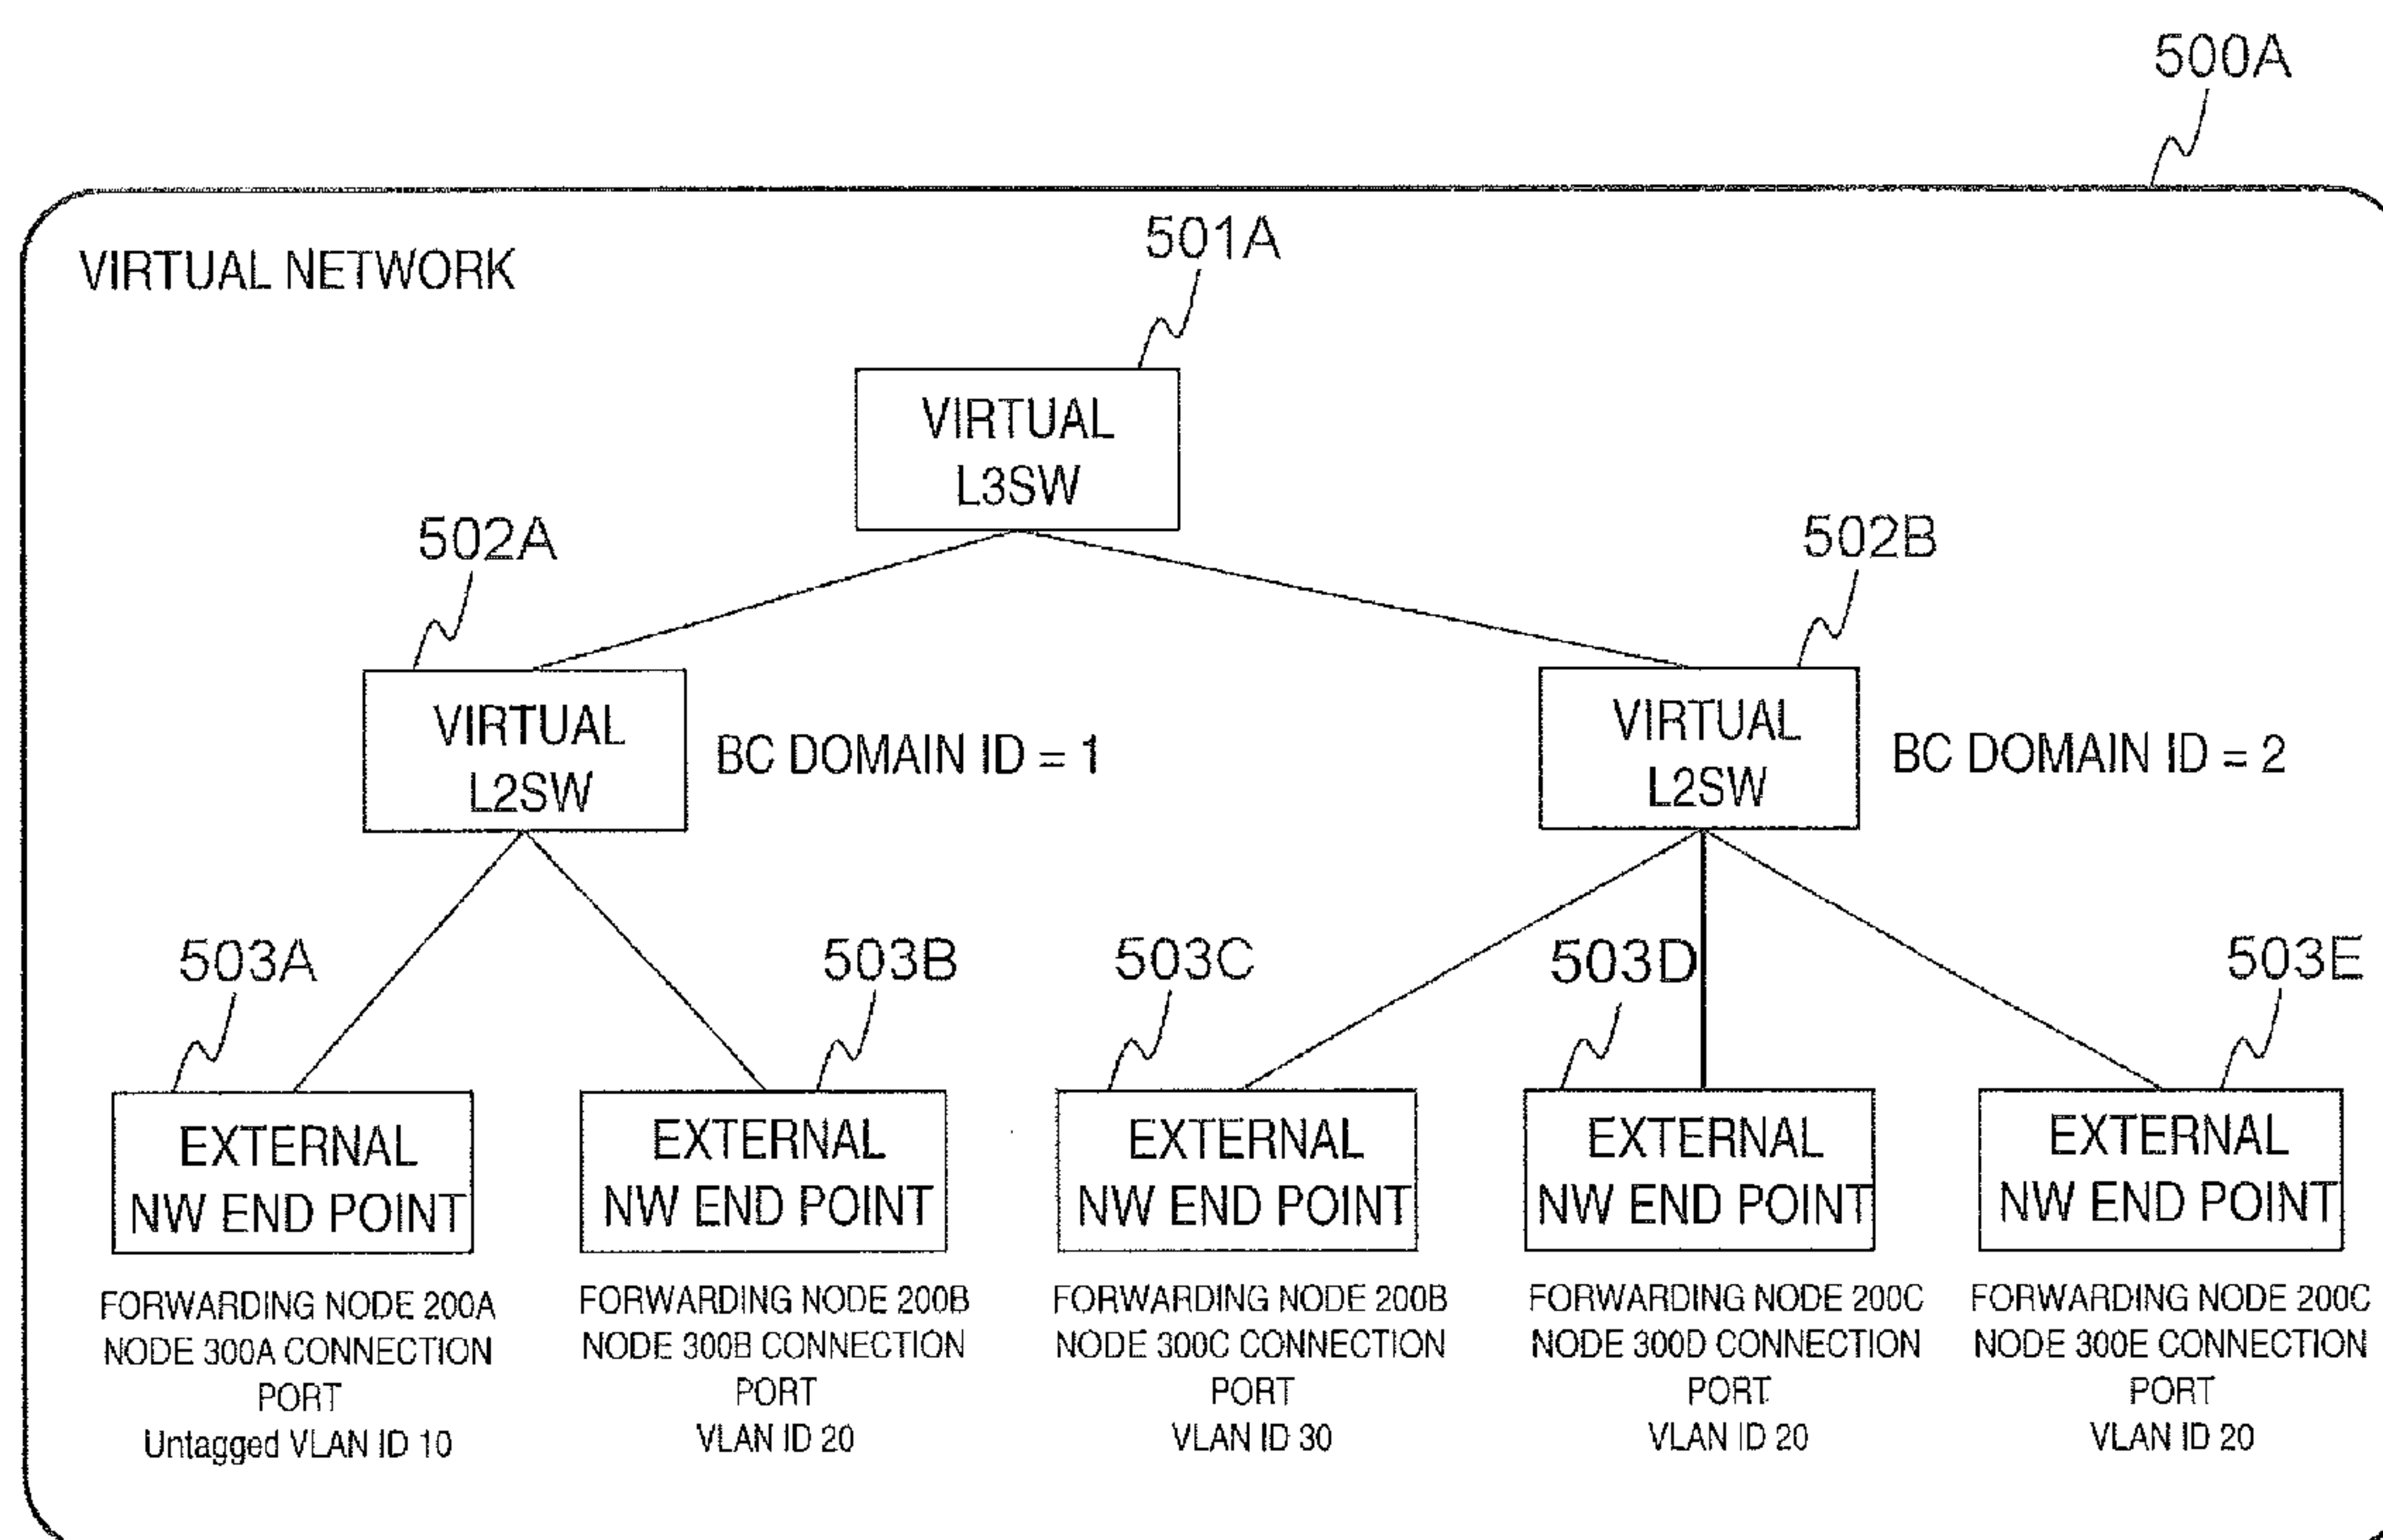 500A
VIRTUAL NETWORK
501A
VIRTUAL
L3SW
502A
502B
VIRTUAL
L2SW
BC DOMAIN ID = 1
VIRTUAL
L2SW
BC DOMAIN ID = 2
503A
503B
503C
503D
503E
EXTERNAL
NW END POINT
EXTERNAL
NW END POINT
EXTERNAL
NW END POINT
EXTERNAL
NW END POINT
EXTERNAL
NW END POINT
FORWARDING NODE 200A
NODE 300A CONNECTION
PORT
Untagged VLAN ID 10
FORWARDING NODE 200B
NODE 300B CONNECTION
PORT
VLAN ID 20
FORWARDING NODE 200B
NODE 300C CONNECTION
PORT
VLAN ID 30
FORWARDING NODE 200C
NODE 300D CONNECTION
PORT
VLAN ID 20
FORWARDING NODE 200C
NODE 300E CONNECTION
PORT
VLAN ID 20